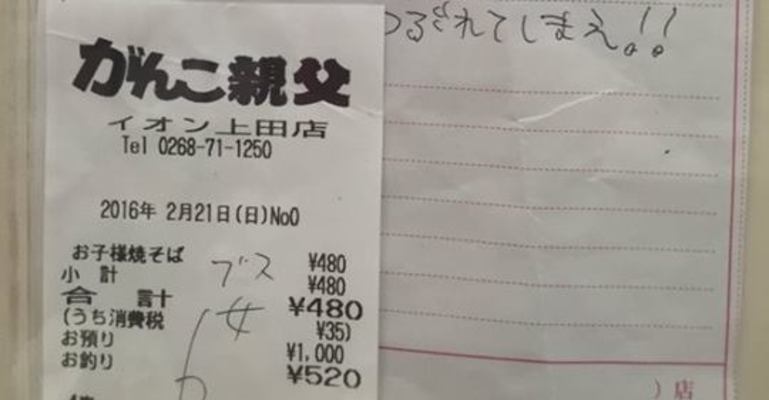 つぶれてしまえ!!
がんこ親父
イオン上田店
Tel 0268-71-1250
2016年 2月21日(日)No0
お子様焼そば ¥480
小 計 ¥480
合 計 ¥480
(うち消費税 ¥35)
お預り ¥1,000
お釣り ¥520
ブス
女
)店